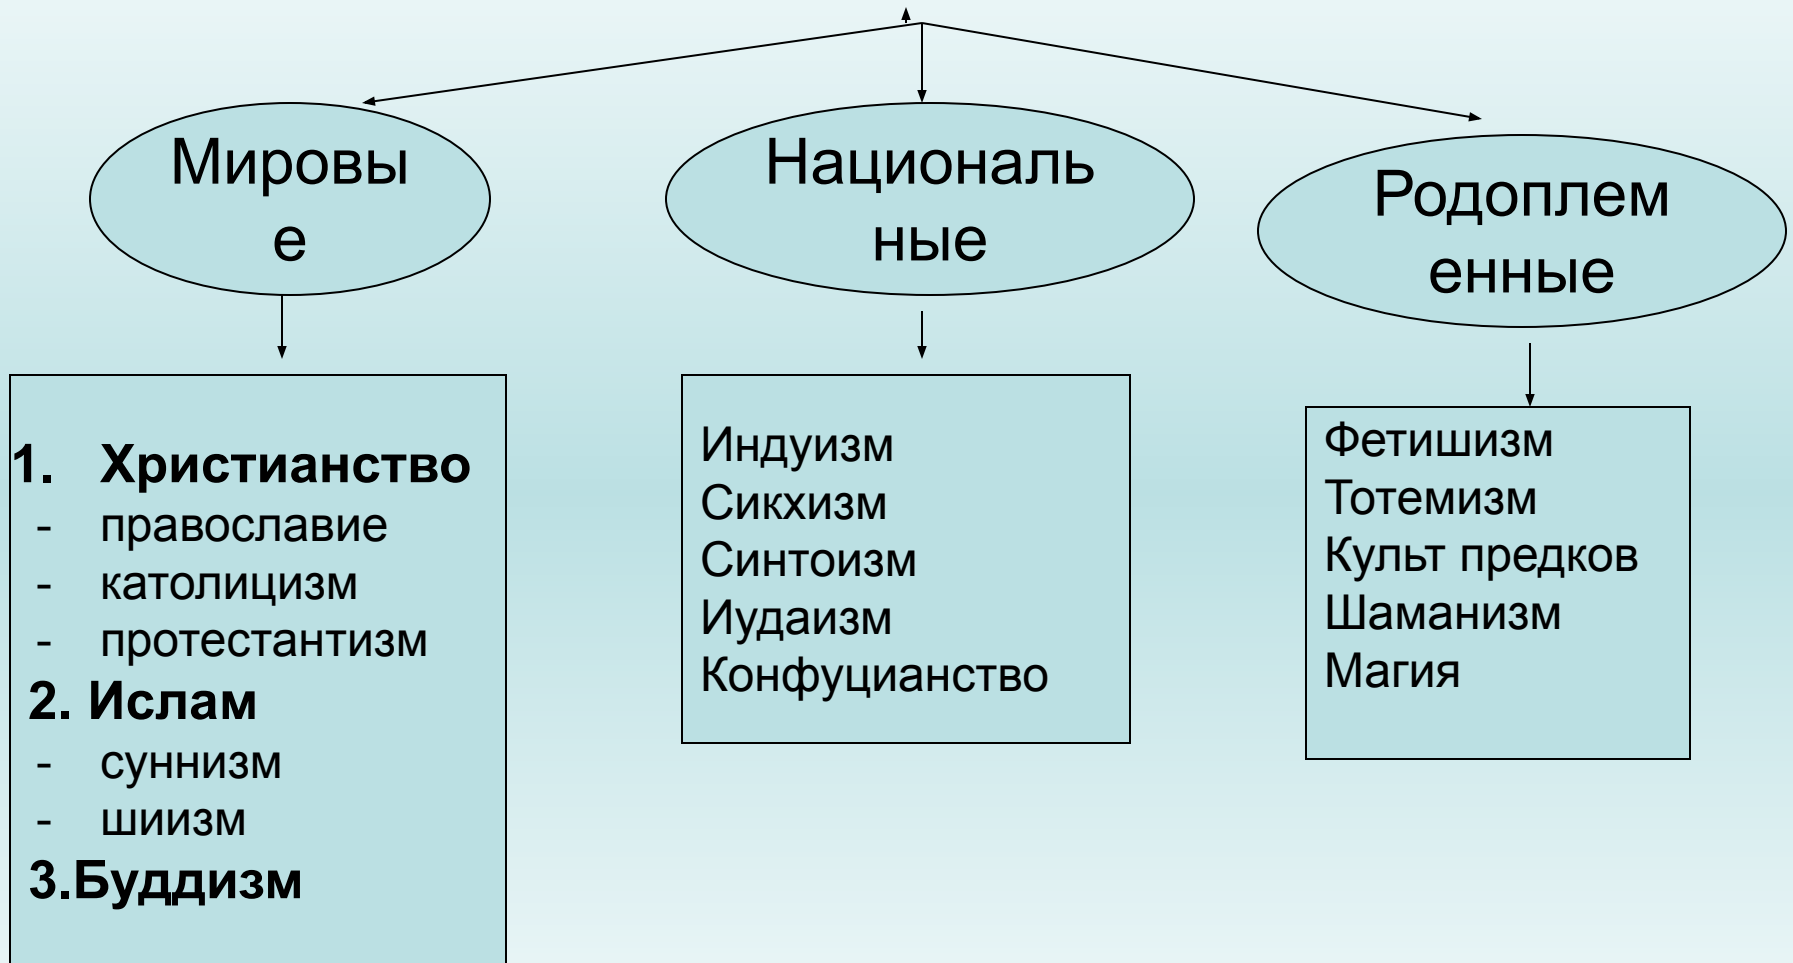 Мировы
е
Националь
ные
Родоплем
енные
1. Христианство
- православие
- католицизм
- протестантизм
2. Ислам
- суннизм
- шиизм
3.Буддизм
Индуизм
Сикхизм
Синтоизм
Иудаизм
Конфуцианство
Фетишизм
Тотемизм
Культ предков
Шаманизм
Магия